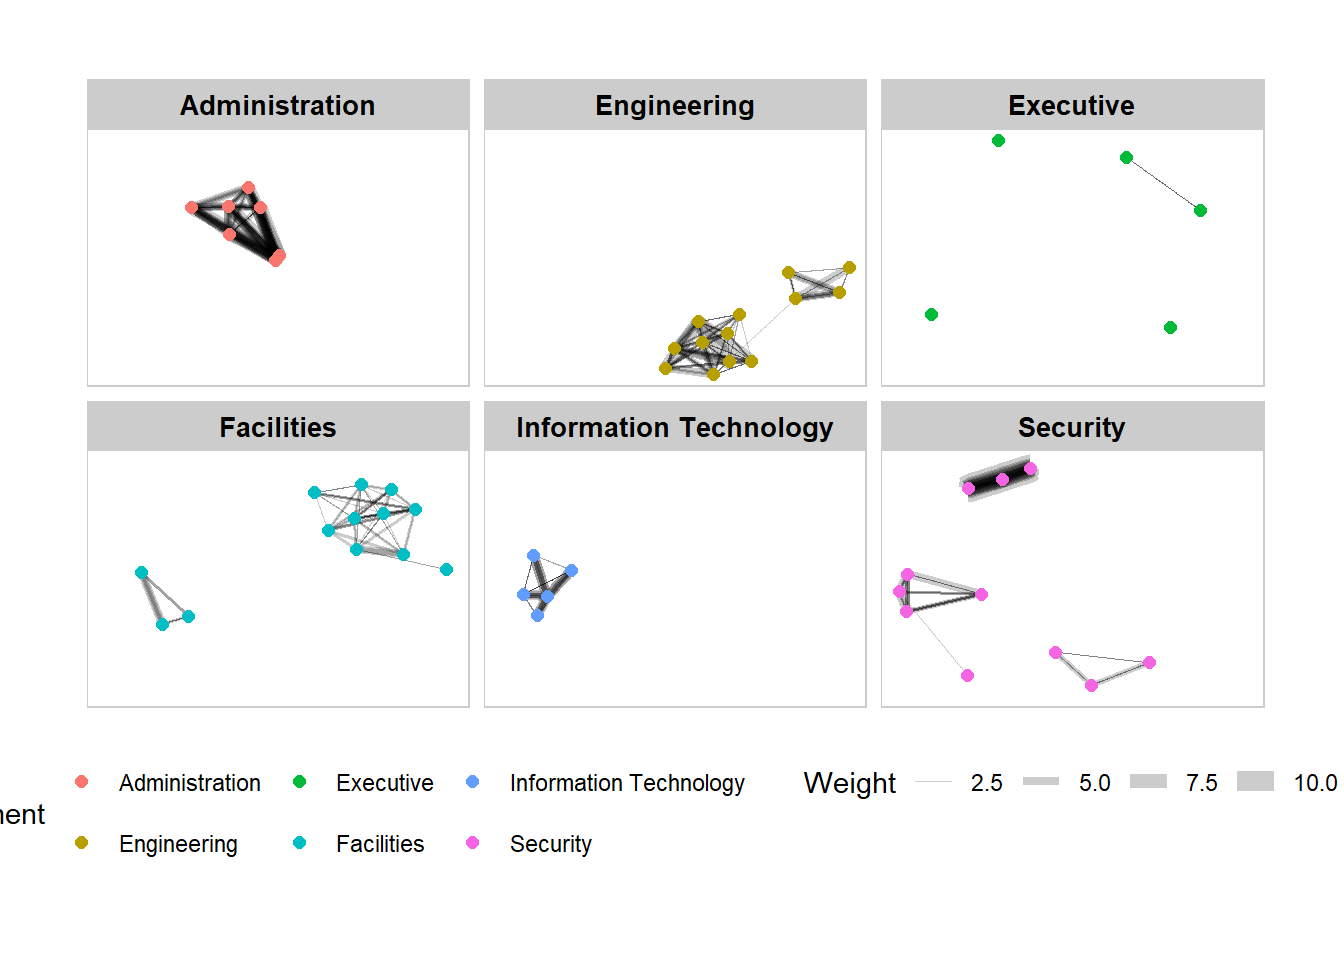 Administration
Engineering
Executive
Facilities
Information Technology
Security
Administration
Executive
Information Technology
Weight
2.5
5.0
7.5
10.0
Engineering
Facilities
Security